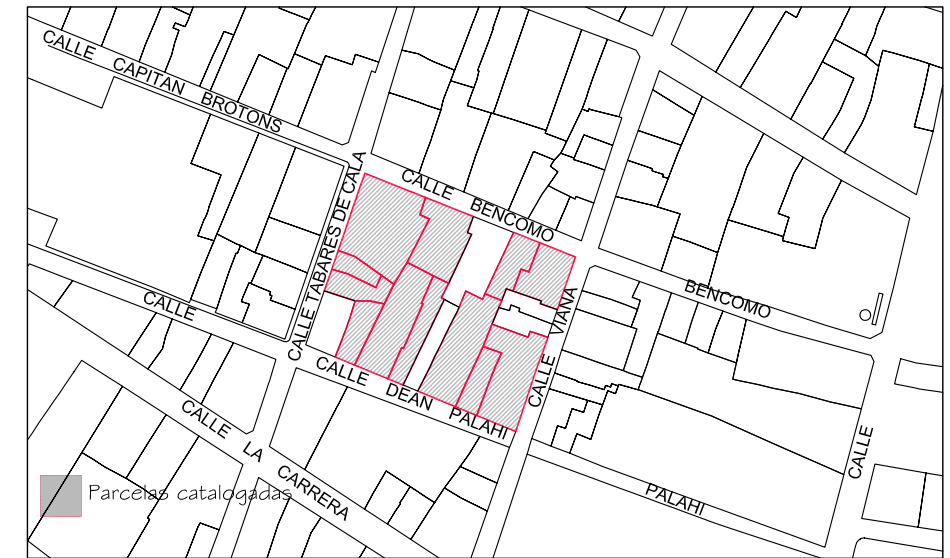 CALLE CAPITAN BROTONS
CALLE TABARES DE CALA
CALLE BENCOMO
BENCOMO
CALLE VIANA
CALLE
CALLE DEAN PALAHI
CALLE LA CARRERA
CALLE
PALAHI
Parcelas catalogadas